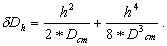 δD_h = h^2 / (2 * D_cm) + h^4 / (8 * D^3_cm) .